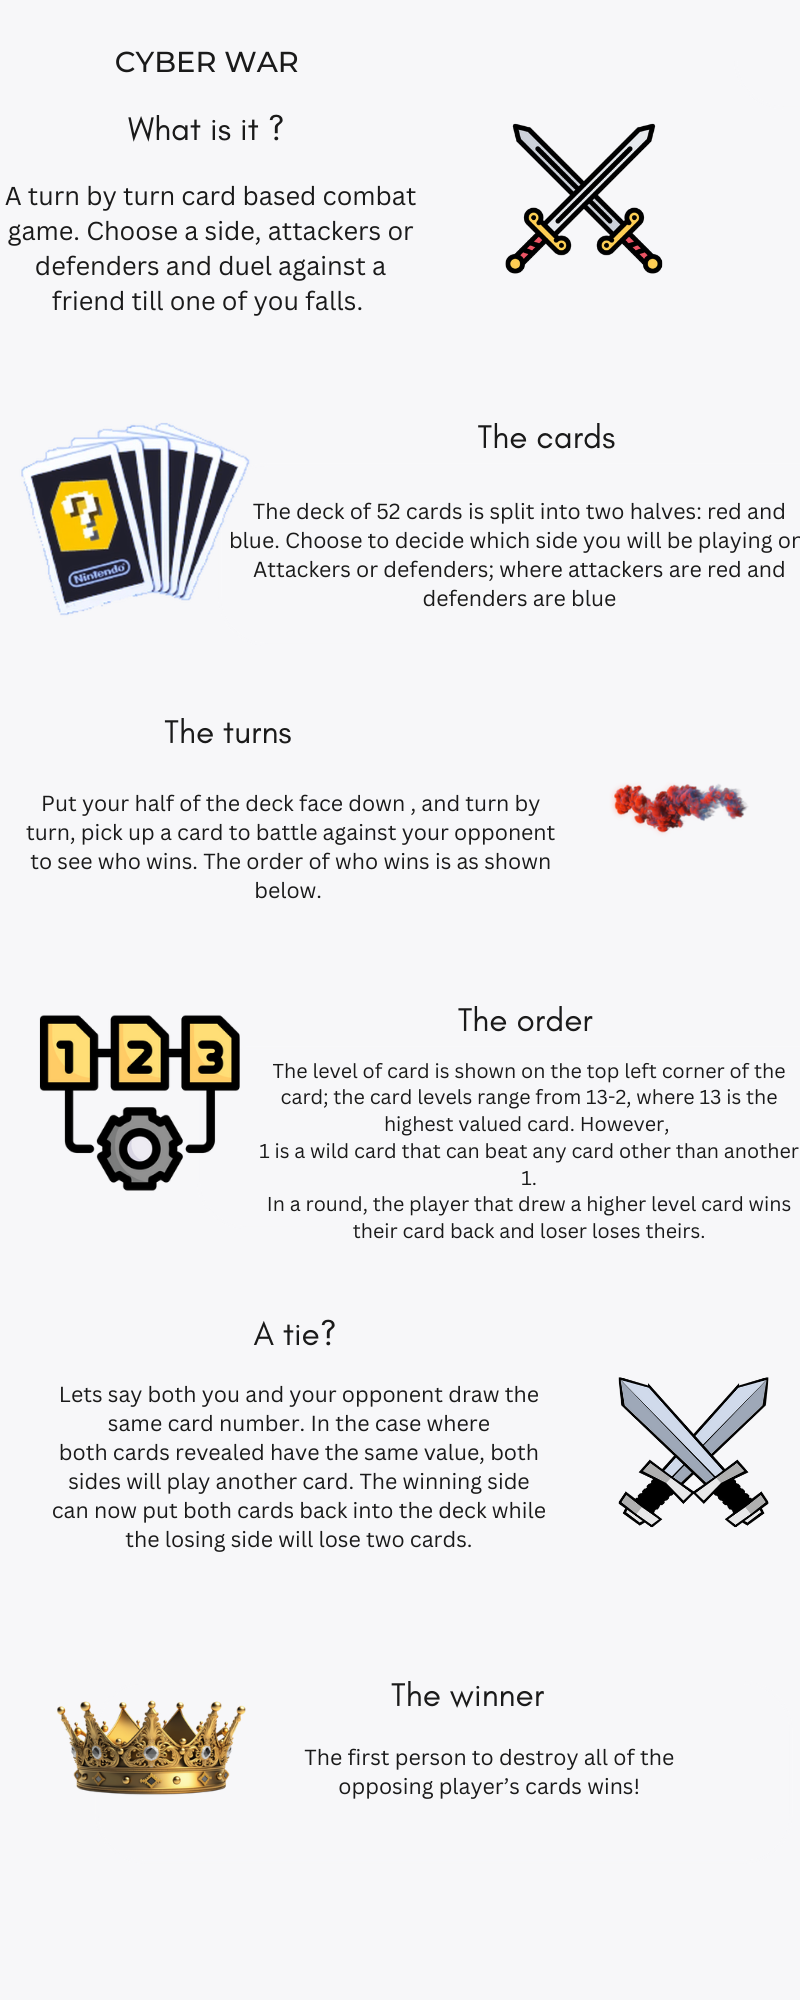 CYBER WAR
What is it ?
A turn by turn card based combat
game. Choose a side, attackers or
defenders and duel against a
friend till one of you falls.
The cards
Nintendo
The deck of 52 cards is split into two halves: red and
blue. Choose to decide which side you will be playing on
Attackers or defenders; where attackers are red and
defenders are blue
The turns
Put your half of the deck face down , and turn by
turn, pick up a card to battle against your opponent
to see who wins. The order of who wins is as shown
below.
1 2 3
The order
The level of card is shown on the top left corner of the
card; the card levels range from 13-2, where 13 is the
highest valued card. However,
1 is a wild card that can beat any card other than another
1.
In a round, the player that drew a higher level card wins
their card back and loser loses theirs.
A tie?
Lets say both you and your opponent draw the
same card number. In the case where
both cards revealed have the same value, both
sides will play another card. The winning side
can now put both cards back into the deck while
the losing side will lose two cards.
The winner
The first person to destroy all of the
opposing player’s cards wins!